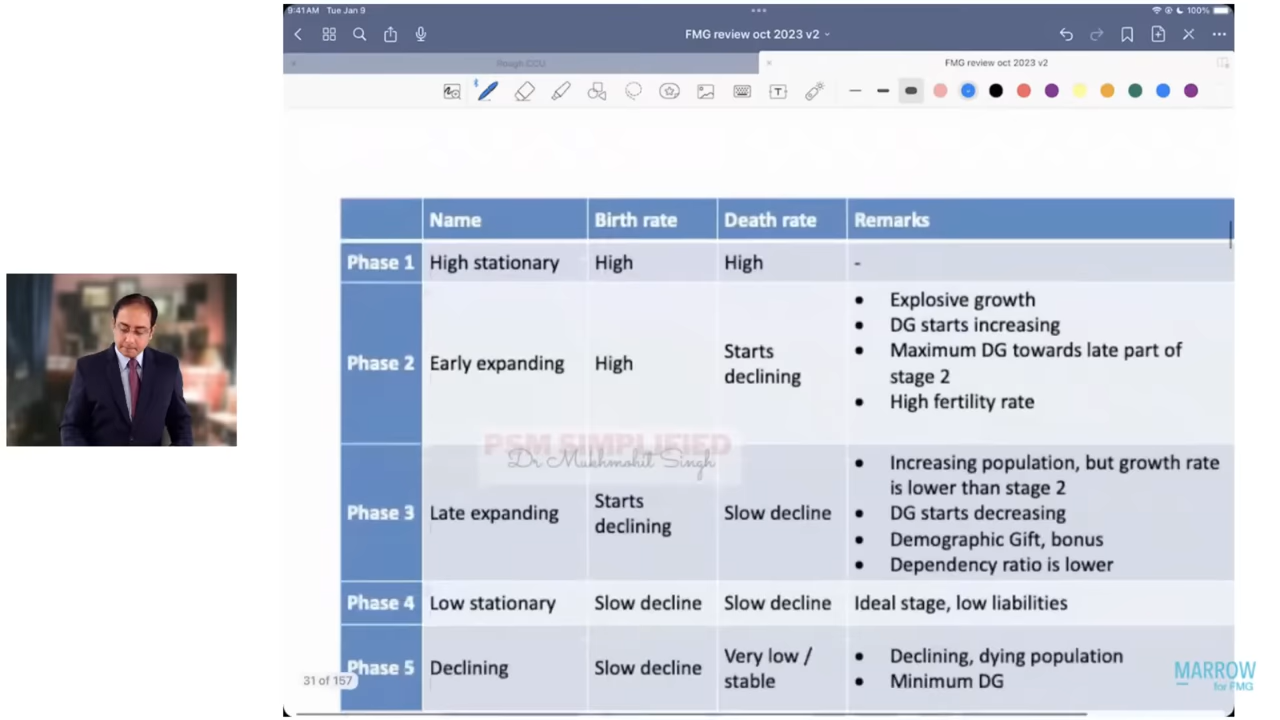 9:41AM Tue Jan 9
100%
FMG review oct 2023 v2
Rough CCU
FMG review oct 2023 v2
Name Birth rate Death rate Remarks
Phase 1 High stationary High High -
Phase 2 Early expanding High Starts declining
• Explosive growth
• DG starts increasing
• Maximum DG towards late part of
stage 2
• High fertility rate
PSM SIMPLIFIED
Dr Mukhmohit Singh
Phase 3 Late expanding Starts declining Slow decline
• Increasing population, but growth rate
is lower than stage 2
• DG starts decreasing
• Demographic Gift, bonus
• Dependency ratio is lower
Phase 4 Low stationary Slow decline Slow decline Ideal stage, low liabilities
Phase 5 Declining Slow decline Very low / stable
• Declining, dying population
• Minimum DG
31 of 157
MARROW
for FMG